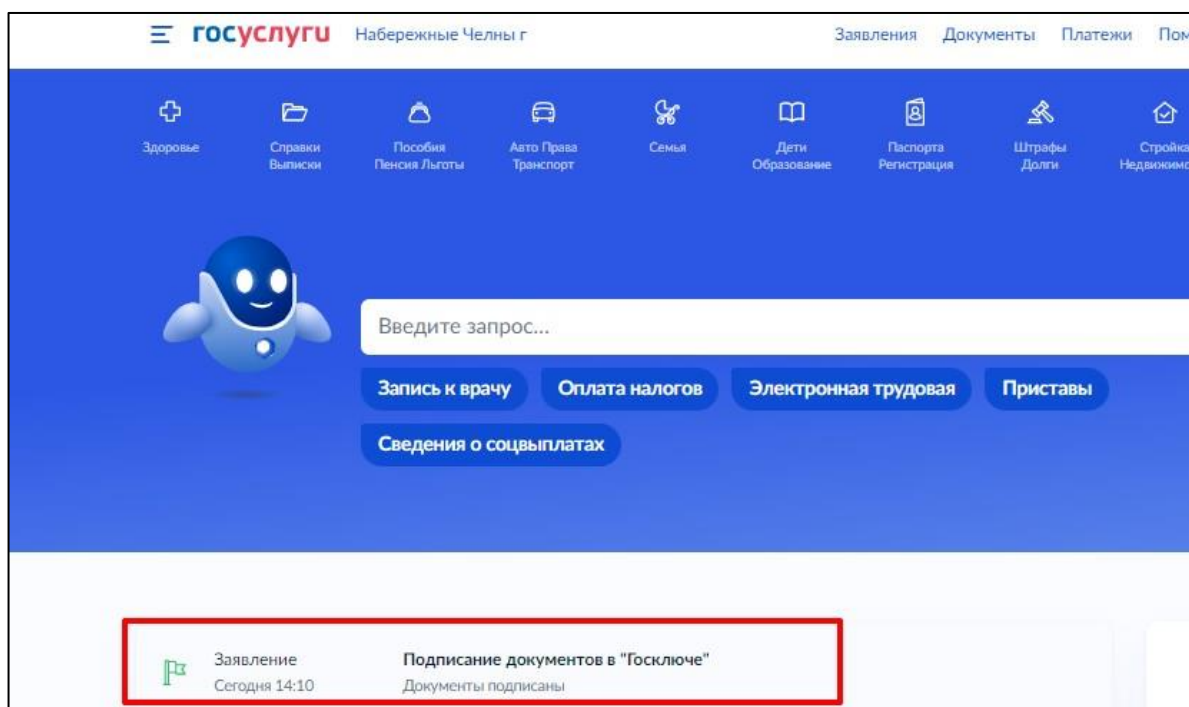 госуслуги Набережные Челны г Заявления Документы Платежи
Здоровье
Справки
Выписки
Пособия
Пенсия Льготы
Авто Права
Транспорт
Семья
Дети
Образование
Паспорта
Регистрация
Штрафы
Долги
Стройка
Введите запрос...
Запись к врачу Оплата налогов Электронная трудовая Приставы
Сведения о соцвыплатах
Заявление Подписание документов в "Госключе"
Сегодня 14:10 Документы подписаны